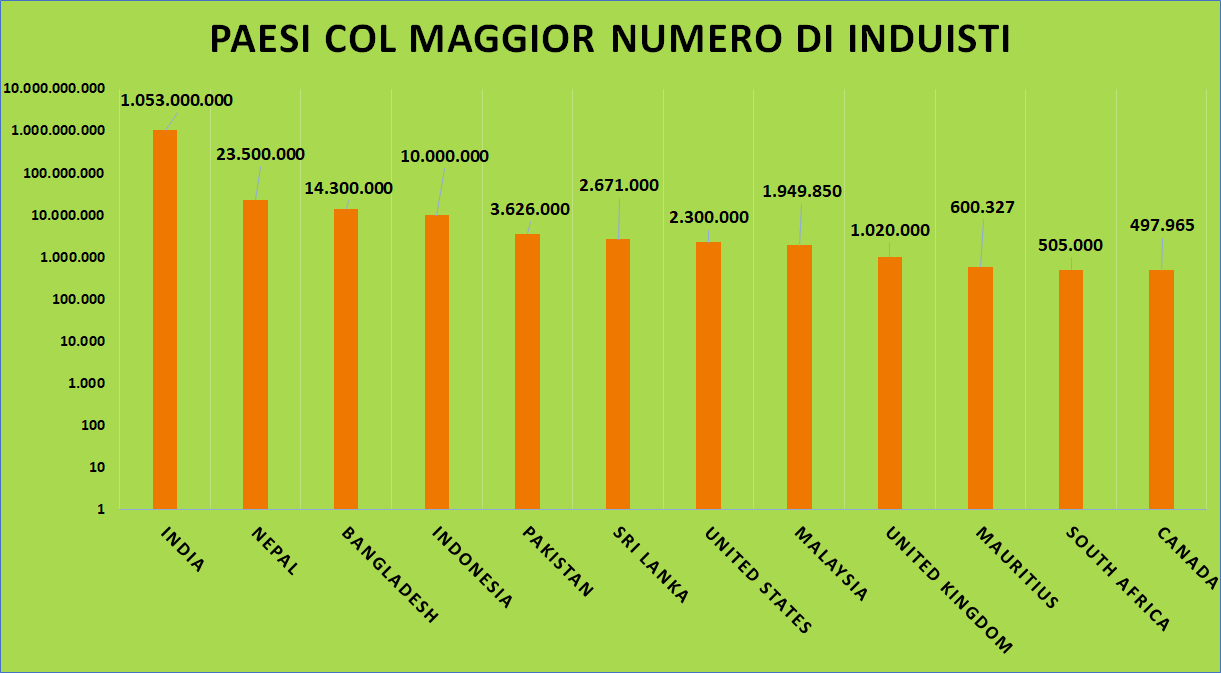 PAESI COL MAGGIOR NUMERO DI INDUISTI
10.000.000.000
1.000.000.000
100.000.000
10.000.000
1.000.000
100.000
10.000
1.000
100
10
1
1.053.000.000
23.500.000
14.300.000
10.000.000
3.626.000
2.671.000
2.300.000
1.949.850
1.020.000
600.327
505.000
497.965
INDIA
NEPAL
BANGLADESH
INDONESIA
PAKISTAN
SRI LANKA
UNITED STATES
MALAYSIA
UNITED KINGDOM
MAURITIUS
SOUTH AFRICA
CANADA